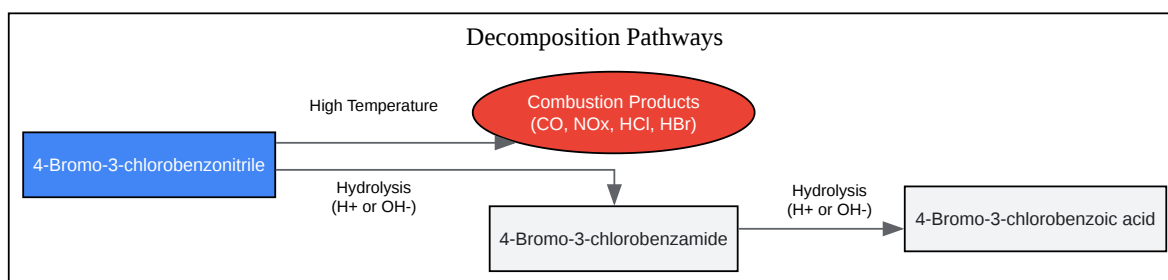 Decomposition Pathways
High Temperature
Combustion Products
(CO, NOx, HCl, HBr)
4-Bromo-3-chlorobenzonitrile
Hydrolysis
(H+ or OH-)
4-Bromo-3-chlorobenzamide
Hydrolysis
(H+ or OH-)
4-Bromo-3-chlorobenzoic acid